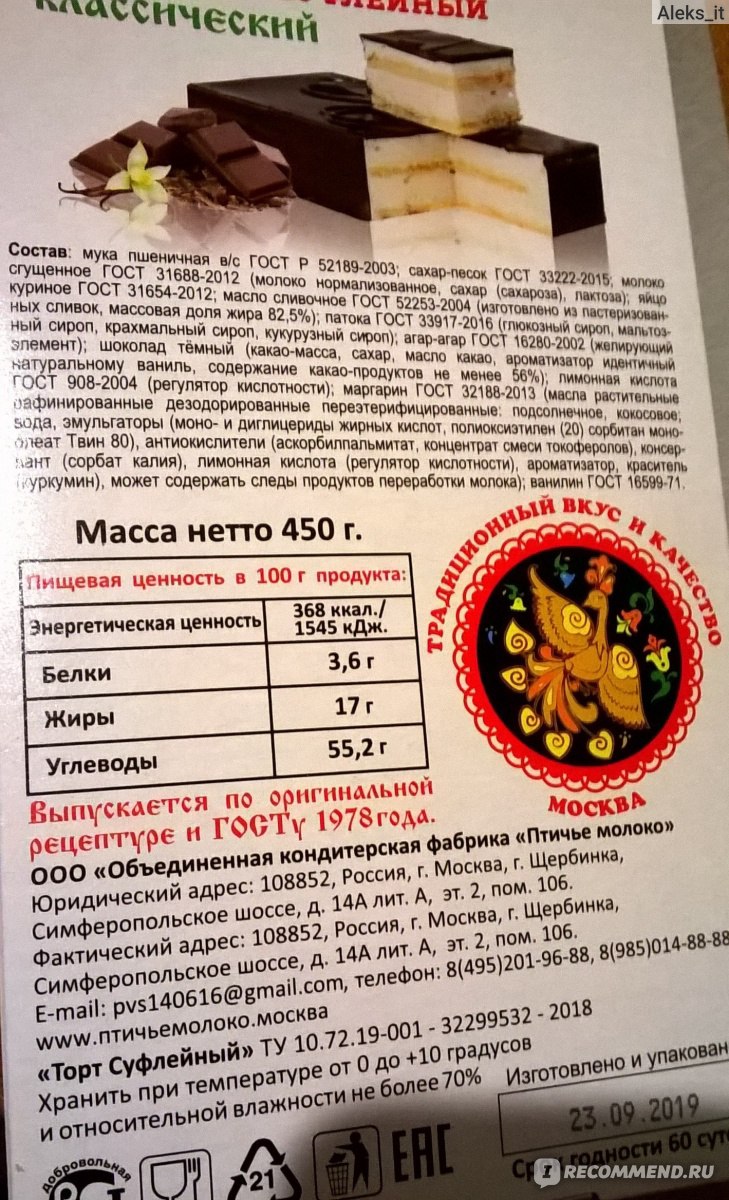 Aleks_it
классический
Состав: мука пшеничная в/с ГОСТ Р 52189-2003; сахар-песок ГОСТ 33222-2015; молоко
сгущенное ГОСТ 31688-2012 (молоко нормализованное, сахар (сахароза), лактоза); яйцо
куриное ГОСТ 31654-2012; масло сливочное ГОСТ 52253-2004 (изготовлено из пастеризован-
ных сливок, массовая доля жира 82,5%); патока ГОСТ 33917-2016 (глюкозный сироп, мальтоз-
ный сироп, крахмальный сироп, кукурузный сироп); агар-агар ГОСТ 16280-2002 (желирующий
элемент); шоколад тёмный (какао-масса, сахар, масло какао, ароматизатор идентичный
натуральному ваниль, содержание какао-продуктов не менее 56%); лимонная кислота
ГОСТ 908-2004 (регулятор кислотности); маргарин ГОСТ 32188-2013 (масла растительные
рафинированные дезодорированные переэтерифицированные: подсолнечное, кокосовое;
вода, эмульгаторы (моно- и диглицериды жирных кислот, полиоксиэтилен (20) сорбитан моно-
олеат Твин 80), антиокислители (аскорбилпальмитат, концентрат смеси токоферолов), консер-
вант (сорбат калия), лимонная кислота (регулятор кислотности), ароматизатор, краситель
(куркумин), может содержать следы продуктов переработки молока); ванилин ГОСТ 16599-71.
Масса нетто 450 г.
ТРАДИЦИОННЫЙ ВКУС И КАЧЕСТВО
МОСКВА
Пищевая ценность в 100 г продукта:
Энергетическая ценность 368 ккал./
1545 кДж.
Белки 3,6 г
Жиры 17 г
Углеводы 55,2 г
Выпускается по оригинальной
рецептуре и ГОСТу 1978 года.
ООО «Объединенная кондитерская фабрика «Птичье молоко»
Юридический адрес: 108852, Россия, г. Москва, г. Щербинка,
Симферопольское шоссе, д. 14А лит. А, эт. 2, пом. 106.
Фактический адрес: 108852, Россия, г. Москва, г. Щербинка,
Симферопольское шоссе, д. 14А лит. А, эт. 2, пом. 106.
E-mail: pvs140616@gmail.com, телефон: 8(495)201-96-88, 8(985)014-88-88
www.птичьемолоко.москва
«Торт Суфлейный» ТУ 10.72.19-001 - 32299532 - 2018
Хранить при температуре от 0 до +10 градусов
и относительной влажности не более 70%
Изготовлено и упакован
23.09.2019
годности 60 суто
добровольная
РСТ
21
EAC
IRECOMMEND.RU